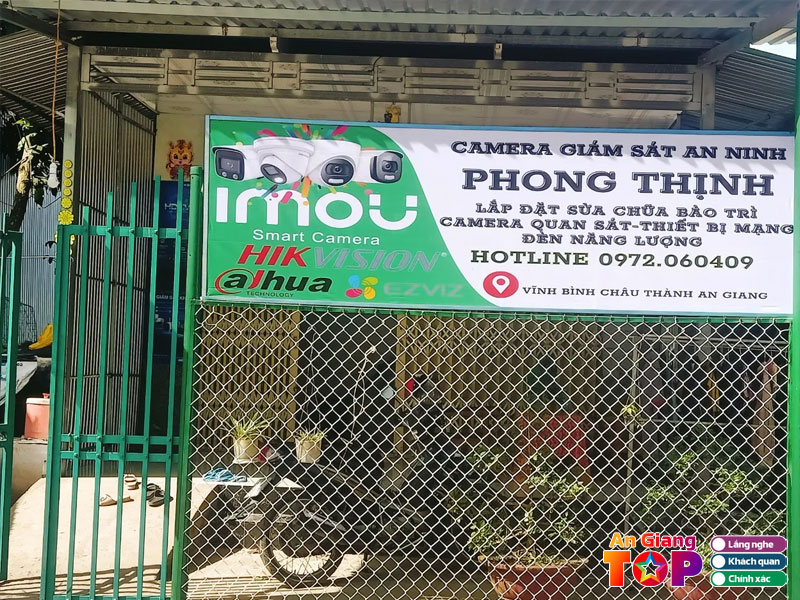 imou
Smart Camera
HIKVISION®
alhua
TECHNOLOGY
EZVIZ
CAMERA GIÁM SÁT AN NINH
PHONG THỊNH
LẮP ĐẶT SỬA CHỮA BẢO TRÌ
CAMERA QUAN SÁT-THIẾT BỊ MẠNG
ĐÈN NĂNG LƯỢNG
HOTLINE 0972.060409
VĨNH BÌNH CHÂU THÀNH AN GIANG
An Giang
TOP
Lắng nghe
Khách quan
Chính xác